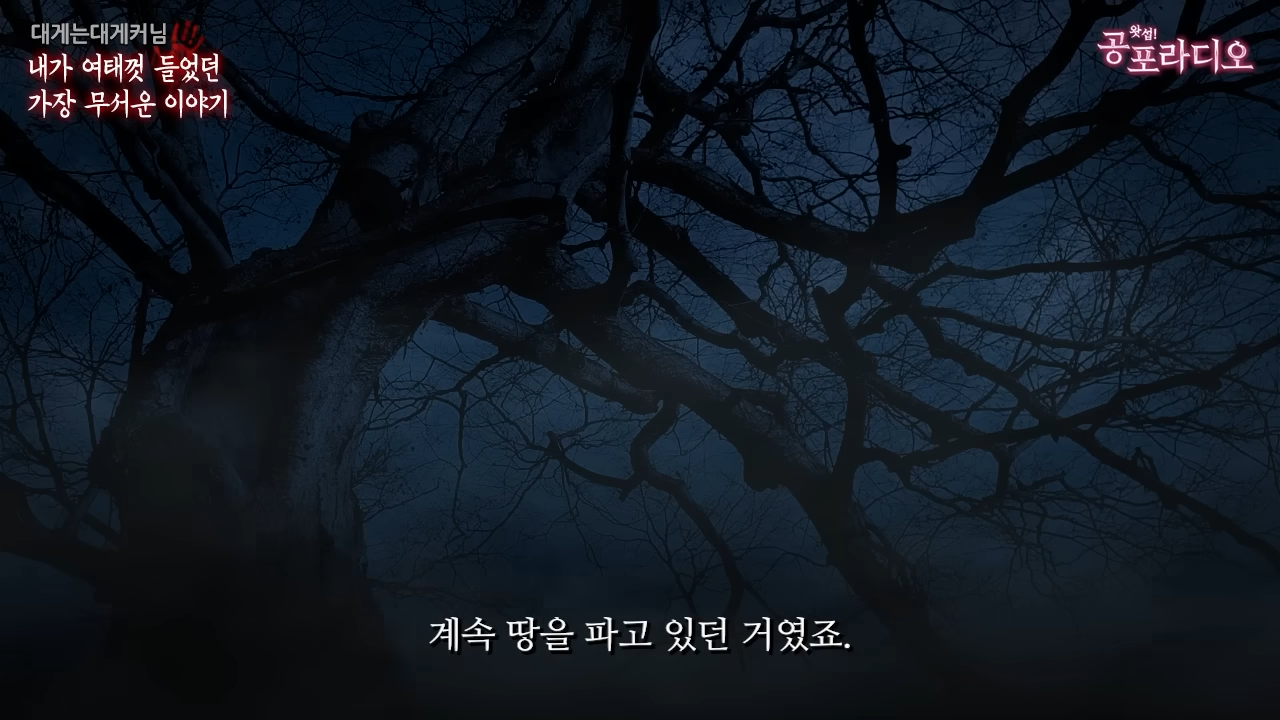 대게는대게커님
내가 여태껏 들었던
가장 무서운 이야기
왓섭!
공포라디오
계속 땅을 파고 있던 거였죠.